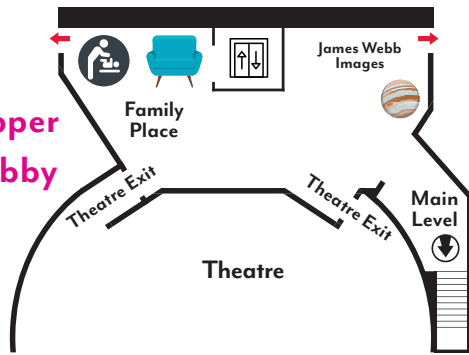 James Webb
Images
Family
Place
pper
bby
Theatre Exit
Theatre Exit
Main
Level
Theatre